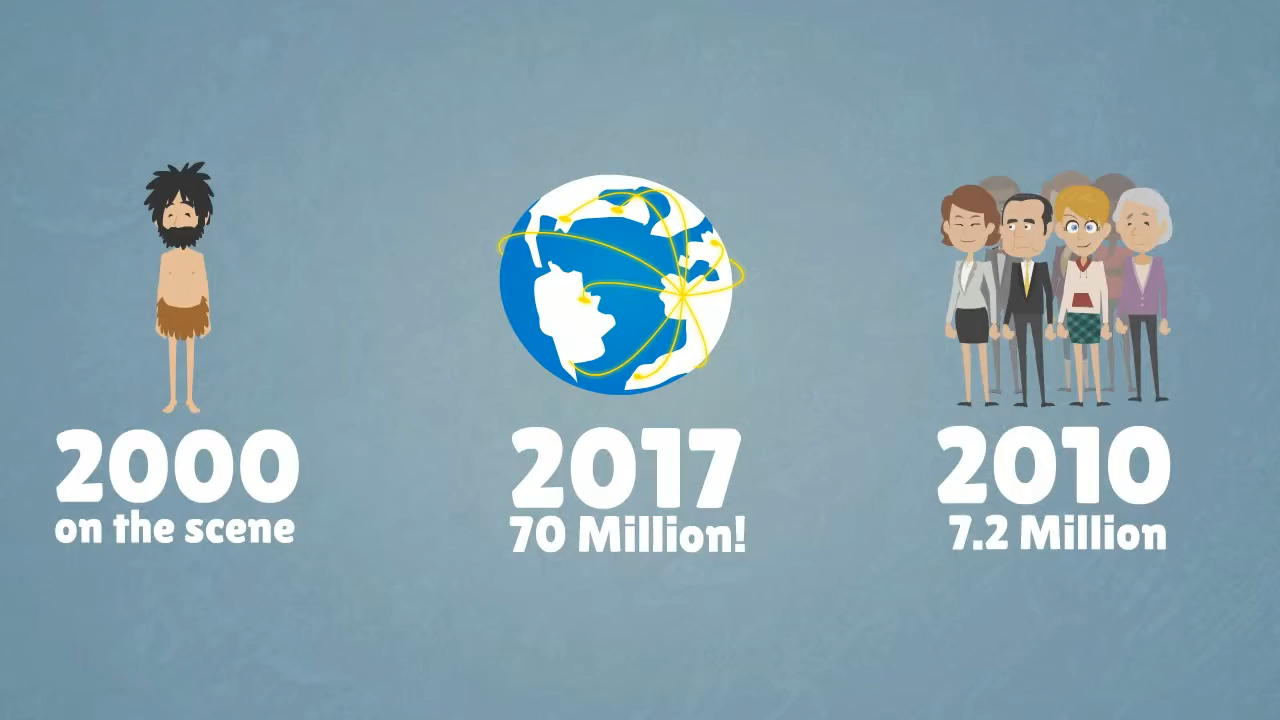 2000
on the scene
2017
70 Million!
2010
7.2 Million